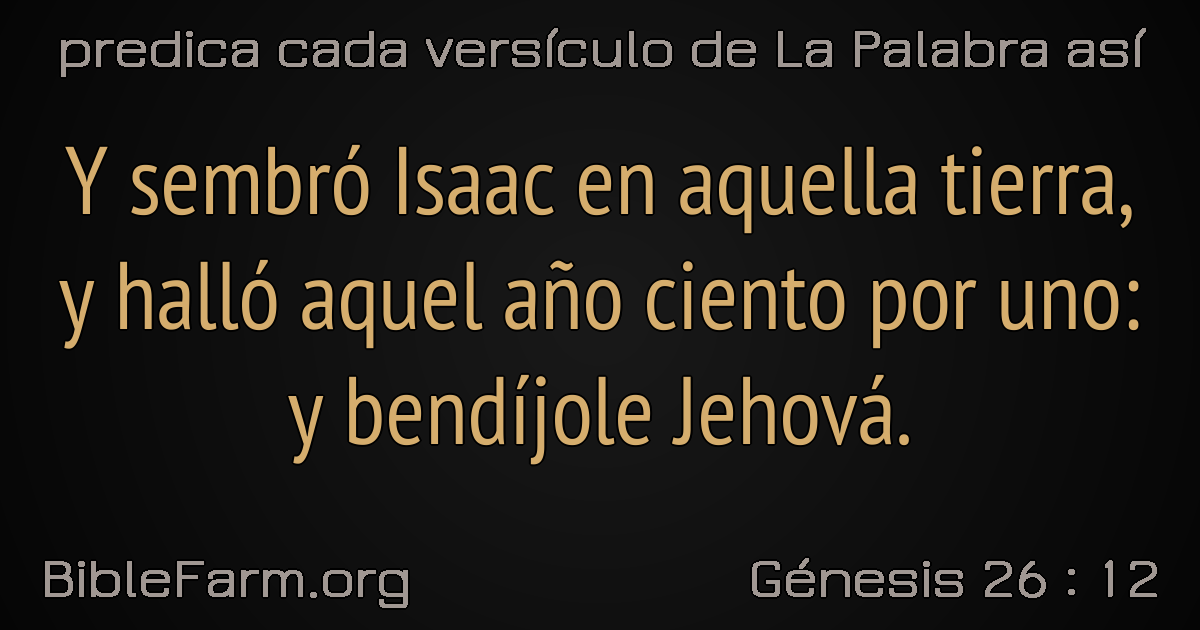 predica cada versículo de La Palabra así
Y sembró Isaac en aquella tierra,
y halló aquel año ciento por uno:
y bendíjole Jehová.
BibleFarm.org
Génesis 26 : 12